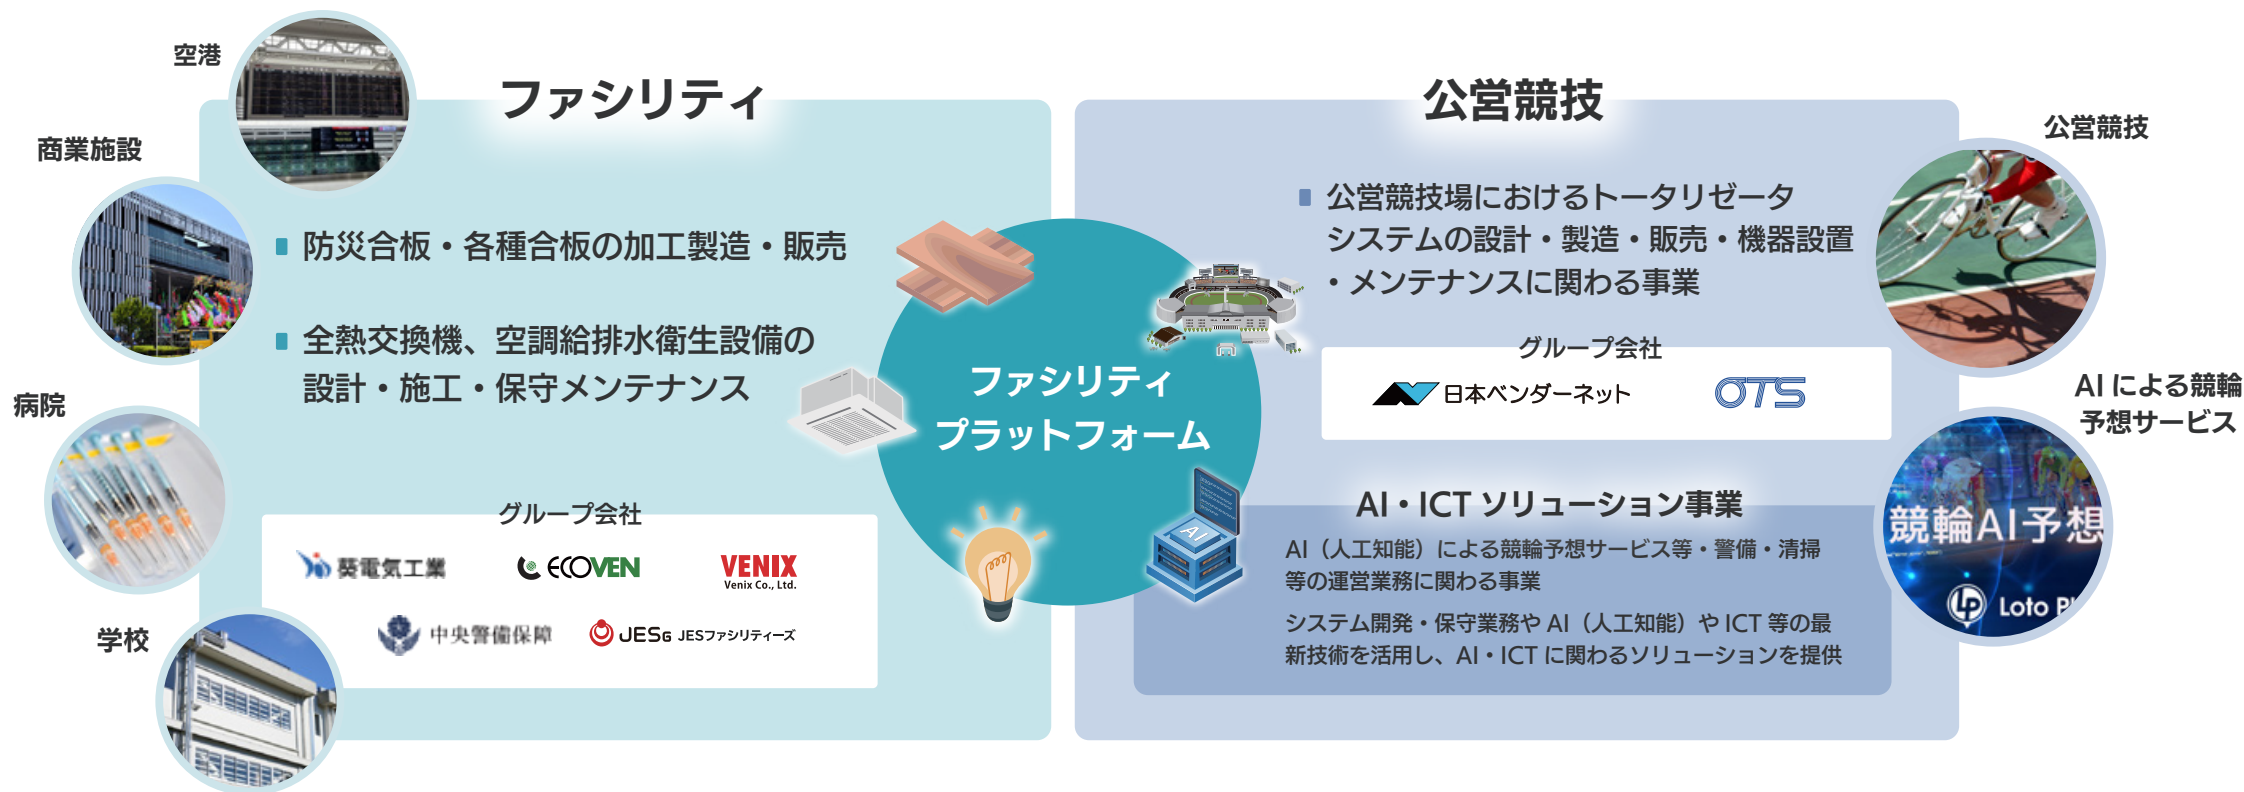 空港
商業施設
病院
学校
ファシリティ
防災合板・各種合板の加工製造・販売
全熱交換機、空調給排水衛生設備の
設計・施工・保守メンテナンス
グループ会社
葵電気工業
ECOVEN
VENIX
Venix Co., Ltd.
中央警備保障
JESG JESファシリティーズ
ファシリティ
プラットフォーム
AI
公営競技
公営競技場におけるトータリゼータ
システムの設計・製造・販売・機器設置
・メンテナンスに関わる事業
グループ会社
日本ベンダーネット
OTS
AI・ICT ソリューション事業
AI（人工知能）による競輪予想サービス等・警備・清掃
等の運営業務に関わる事業
システム開発・保守業務や AI（人工知能）や ICT 等の最
新技術を活用し、AI・ICT に関わるソリューションを提供
公営競技
AI による競輪
予想サービス
競輪AI予想
LP Loto